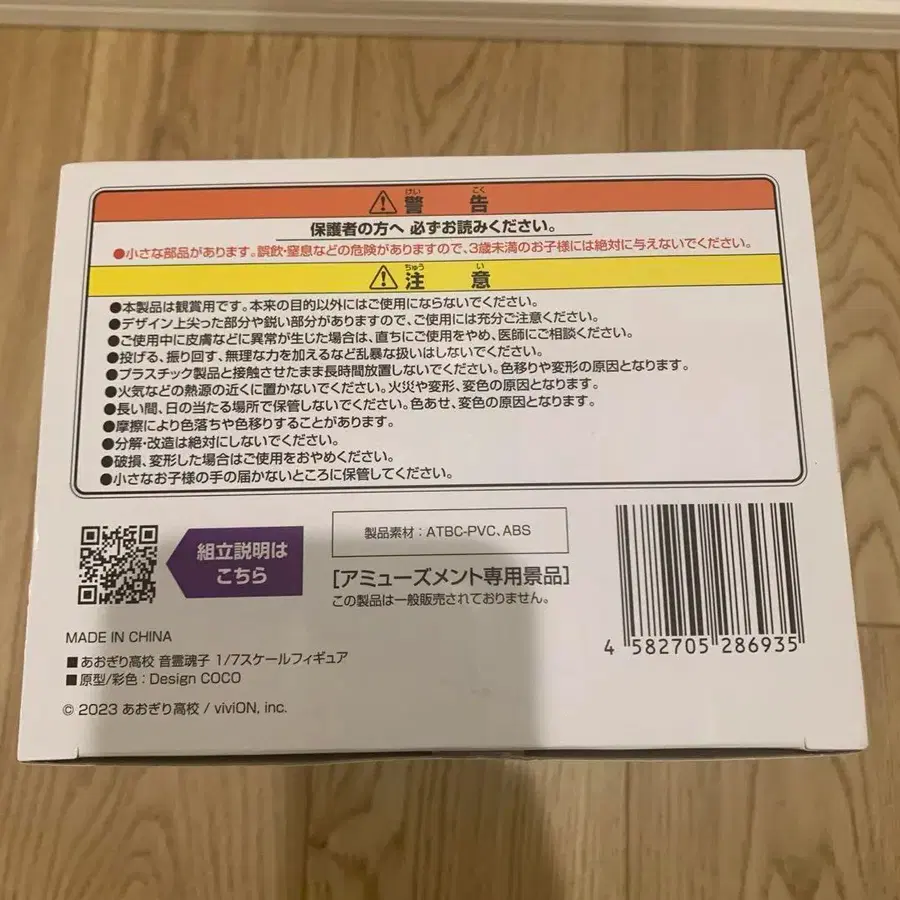 警告
けいこく
保護者の方へ 必ずお読みください。
●小さな部品があります。誤飲・窒息などの危険がありますので、3歳未満のお子様には絶対に与えないでください。
注意
ちゅうい
●本製品は観賞用です。本来の目的以外にはご使用にならないでください。
●デザイン上尖った部分や鋭い部分がありますので、ご使用には充分ご注意ください。
●ご使用中に皮膚などに異常が生じた場合は、直ちにご使用をやめ、医師にご相談ください。
●投げる、振り回す、無理な力を加えるなど乱暴な扱いはしないでください。
●プラスチック製品と接触させたまま長時間放置しないでください。色移りや変形の原因となります。
●火気などの熱源の近くに置かないでください。火災や変形、変色の原因となります。
●長い間、日の当たる場所で保管しないでください。色あせ、変色の原因となります。
●摩擦により色落ちや色移りすることがあります。
●分解・改造は絶対にしないでください。
●破損、変形した場合はご使用をおやめください。
●小さなお子様の手の届かないところに保管してください。
組立説明は
こちら
製品素材：ATBC-PVC、ABS
[アミューズメント専用景品]
この製品は一般販売されておりません。
4 582705 286935
MADE IN CHINA
■あおぎり高校 音霊魂子 1/7スケールフィギュア
■原型/彩色：Design COCO
© 2023 あおぎり高校 / viviON, inc.